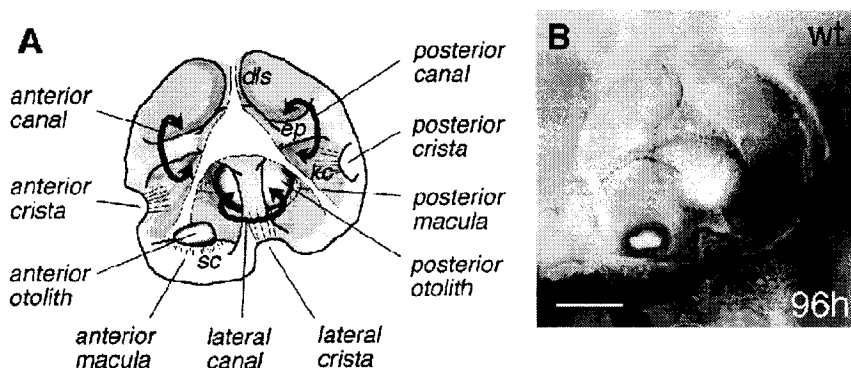 A
anterior
canal
anterior
crista
anterior
otolith
anterior
macula
lateral
canal
lateral
crista
posterior
canal
posterior
crista
posterior
macula
posterior
otolith
dls
ep
kc
sc
B
wt
96h